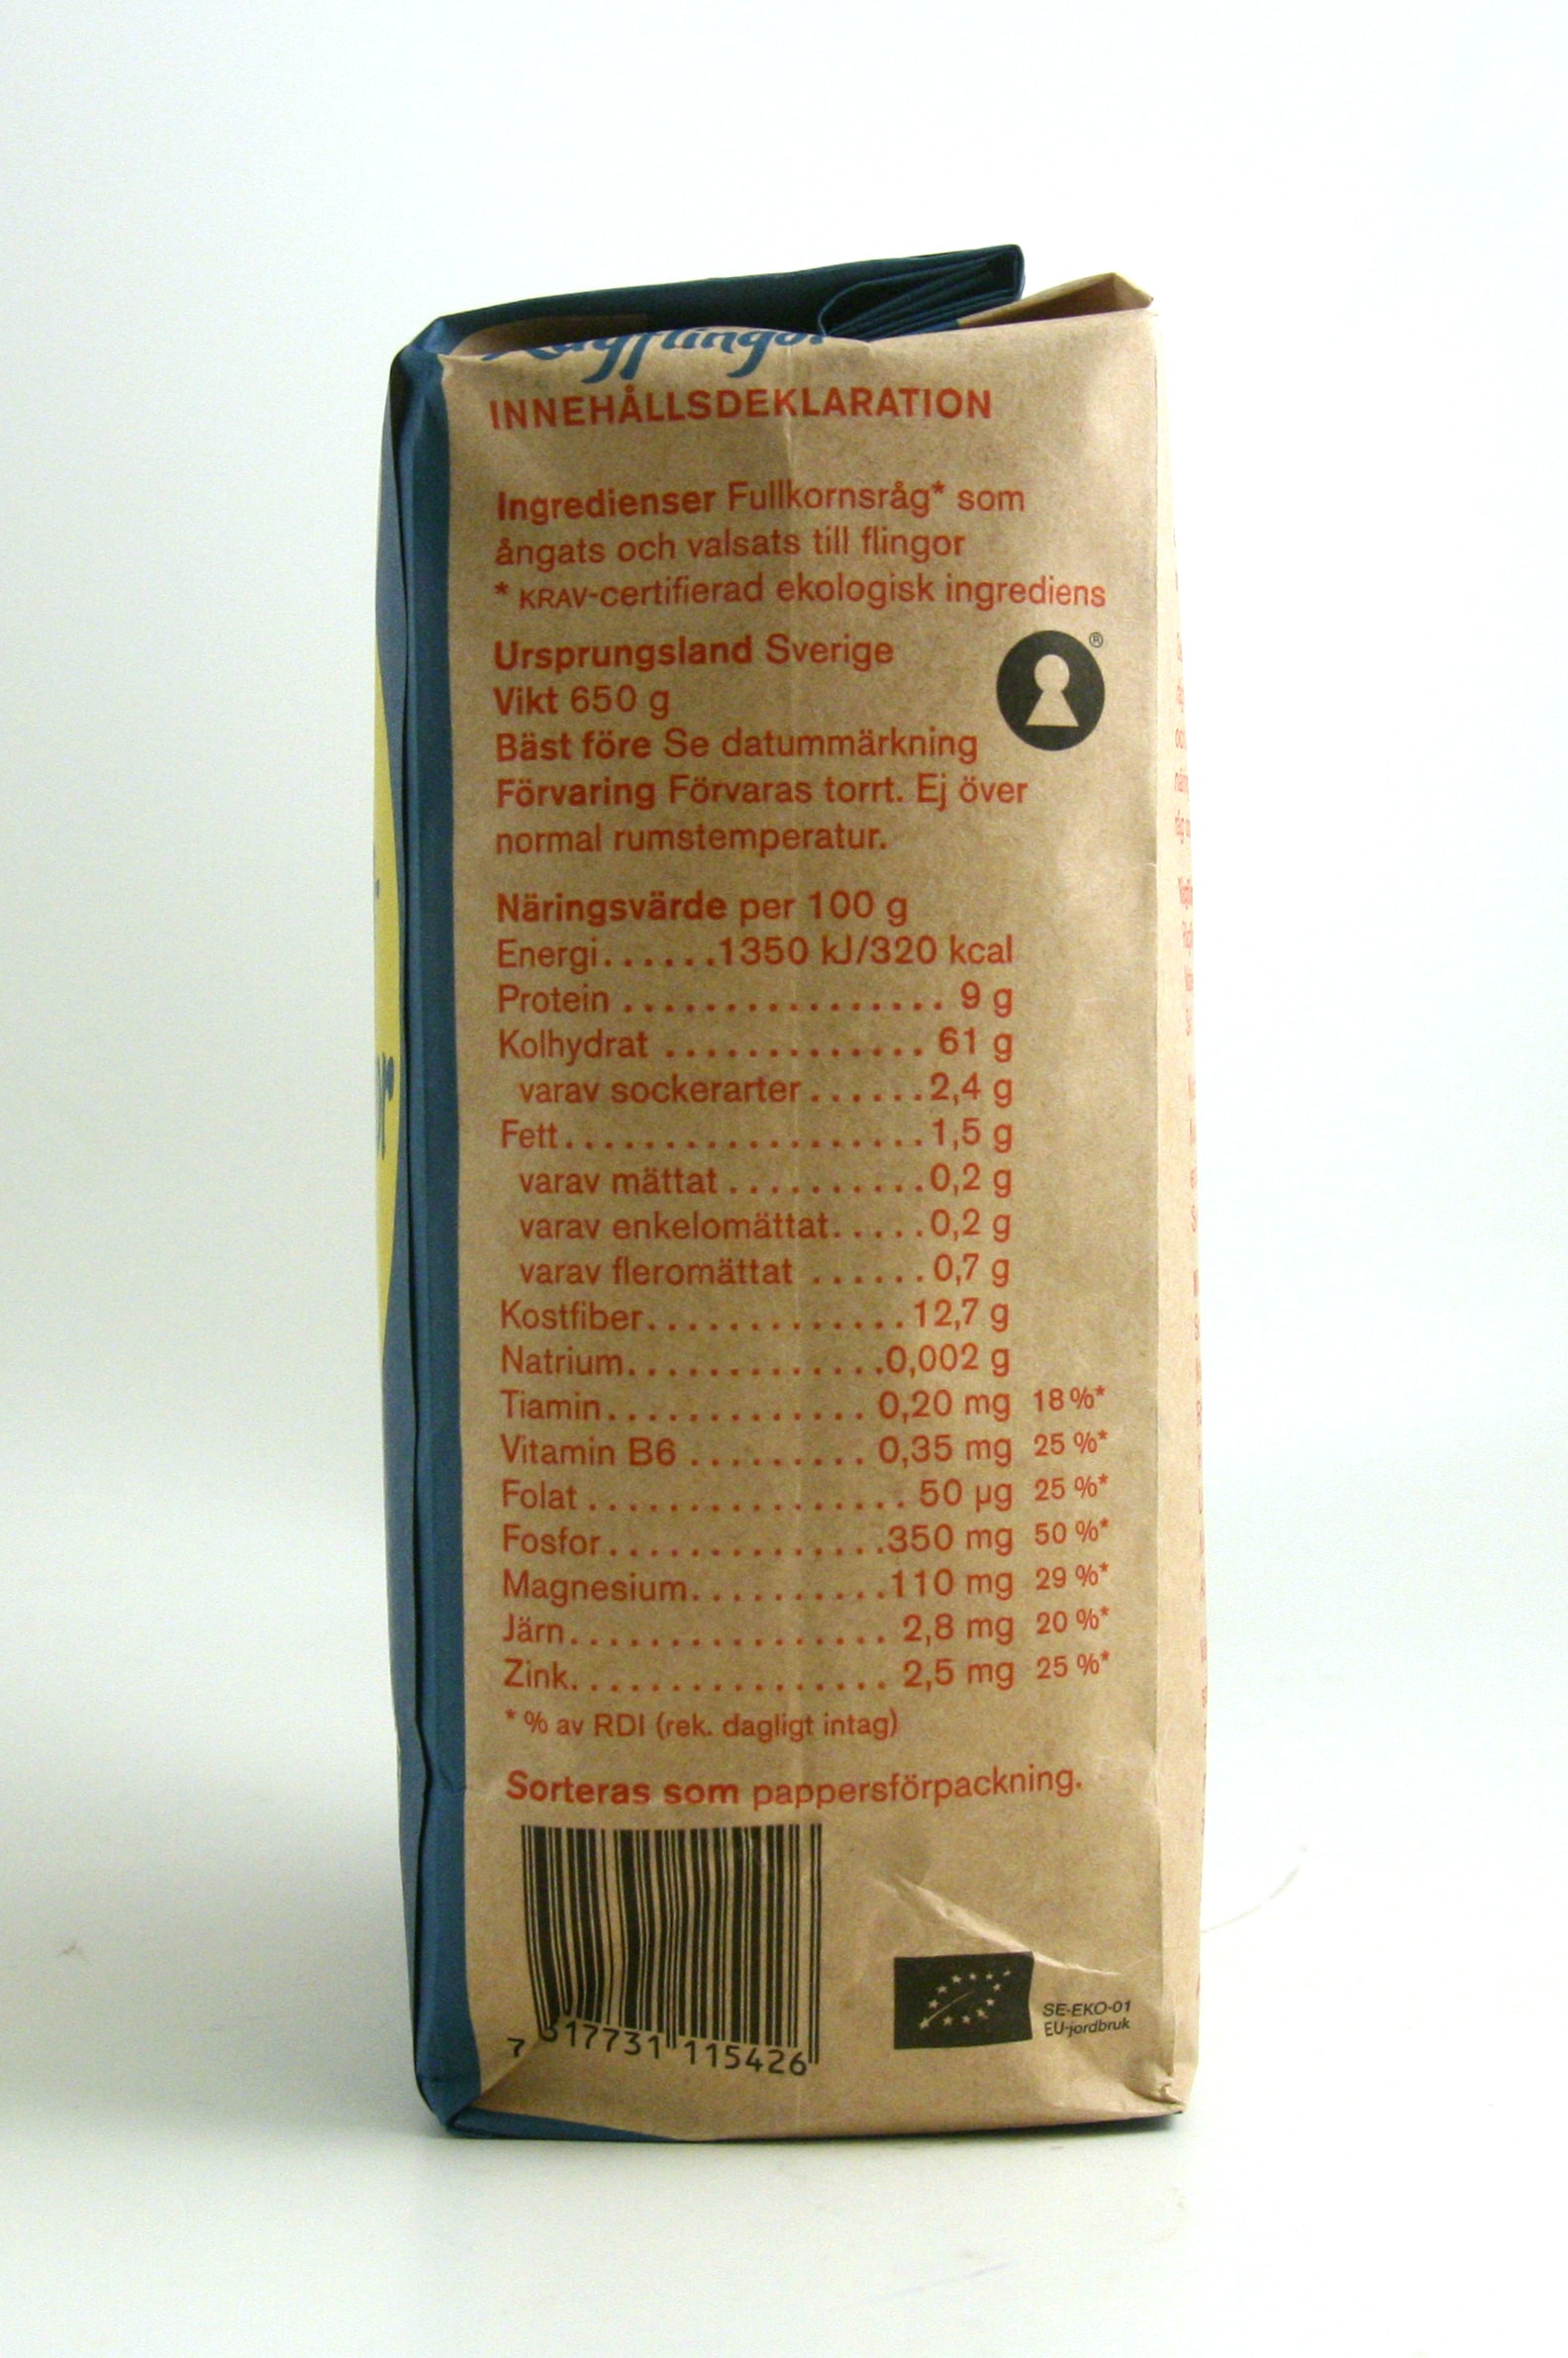 Rågflingor
INNEHÅLLSDEKLARATION
Ingredienser Fullkornsråg* som
ångats och valsats till flingor
* KRAV-certifierad ekologisk ingrediens
Ursprungsland Sverige
®
Vikt 650 g
Bäst före Se datummärkning
Förvaring Förvaras torrt. Ej över
normal rumstemperatur.
Näringsvärde per 100 g
Energi......1350 kJ/320 kcal
Protein ................ 9 g
Kolhydrat ............. 61 g
varav sockerarter......2,4 g
Fett..................1,5 g
varav mättat..........0,2 g
varav enkelomättat.....0,2 g
varav fleromättat ......0,7 g
Kostfiber.............12,7 g
Natrium.............0,002 g
Tiamin............. 0,20 mg 18 %*
Vitamin B6 ......... 0,35 mg 25 %*
Folat ................ 50 µg 25 %*
Fosfor..............350 mg 50 %*
Magnesium..........110 mg 29 %*
Järn................ 2,8 mg 20 %*
Zink................ 2,5 mg 25 %*
* % av RDI (rek. dagligt intag)
Sorteras som pappersförpackning.
7 317731 115426
SE-EKO-01
EU-jordbruk